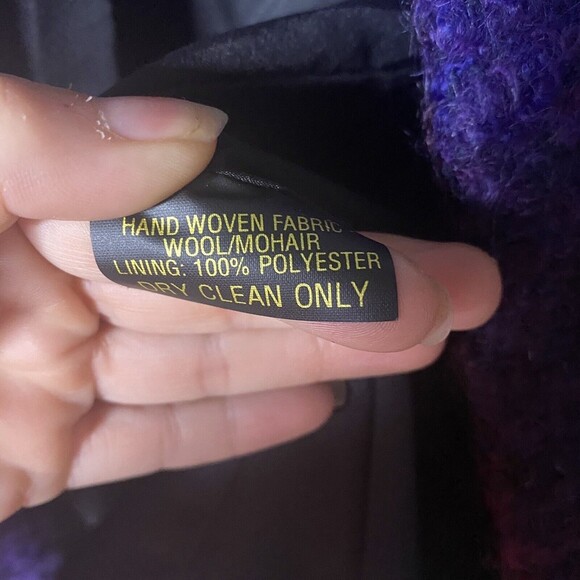 HAND WOVEN FABRIC
WOOL/MOHAIR
LINING: 100% POLYESTER
DRY CLEAN ONLY